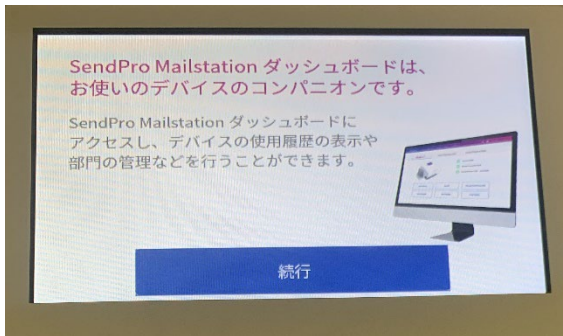 SendPro Mailstation ダッシュボードは、
お使いのデバイスのコンパニオンです。
SendPro Mailstation ダッシュボードに
アクセスし、デバイスの使用履歴の表示や
部門の管理などを行うことができます。
続行